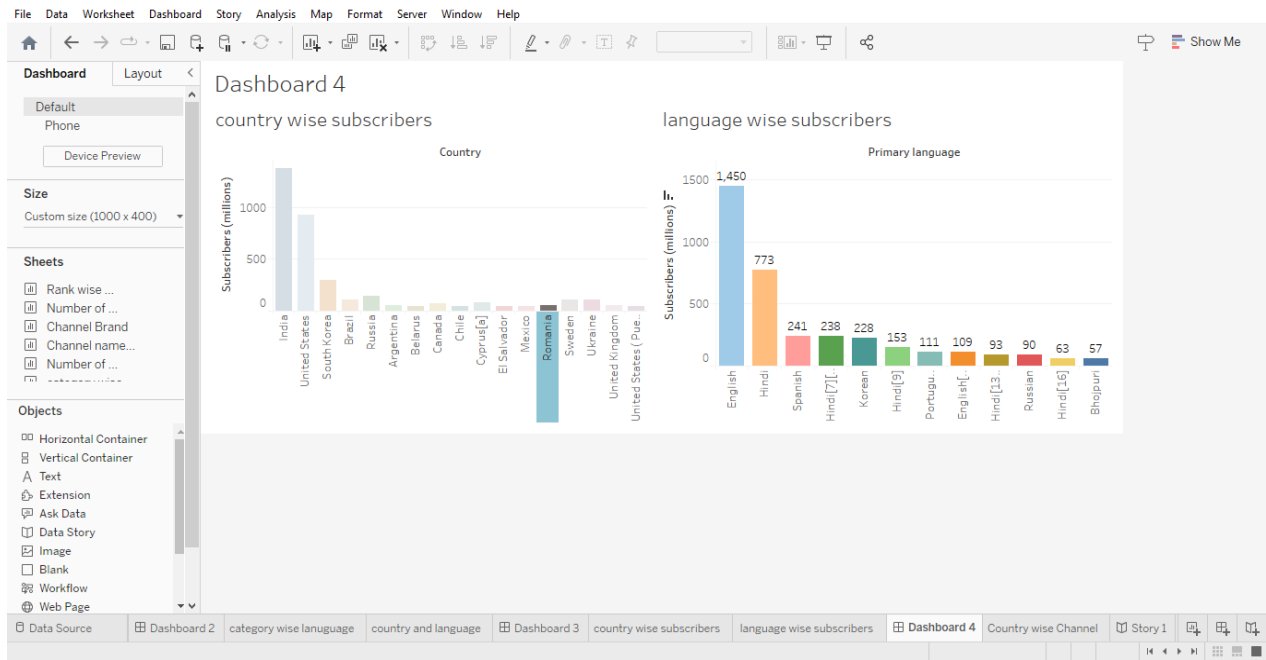 File Data Worksheet Dashboard Story Analysis Map Format Server Window Help
Show Me
Dashboard Layout
Default
Phone
Device Preview
Size
Custom size (1000 x 400)
Sheets
Rank wise ...
Number of ...
Channel Brand
Channel name...
Number of ...
Objects
Horizontal Container
Vertical Container
Text
Extension
Ask Data
Data Story
Image
Blank
Workflow
Web Page
Dashboard 4
country wise subscribers
Country
Subscribers (millions)
1000
500
0
India
United States
South Korea
Brazil
Russia
Argentina
Belarus
Canada
Chile
Cyprus[a]
El Salvador
Mexico
Romania
Sweden
Ukraine
United Kingdom
United States ( Pue...
language wise subscribers
Primary language
Subscribers (millions)
1500
1000
500
0
1,450
773
241
238
228
153
111
109
93
90
63
57
English
Hindi
Spanish
Hindi[7][..
Korean
Hindi[9]
Portugu..
English[..
Hindi[13..
Russian
Hindi[16]
Bhojpuri
Data Source Dashboard 2 category wise lanuguage country and language Dashboard 3 country wise subscribers language wise subscribers Dashboard 4 Country wise Channel Story 1